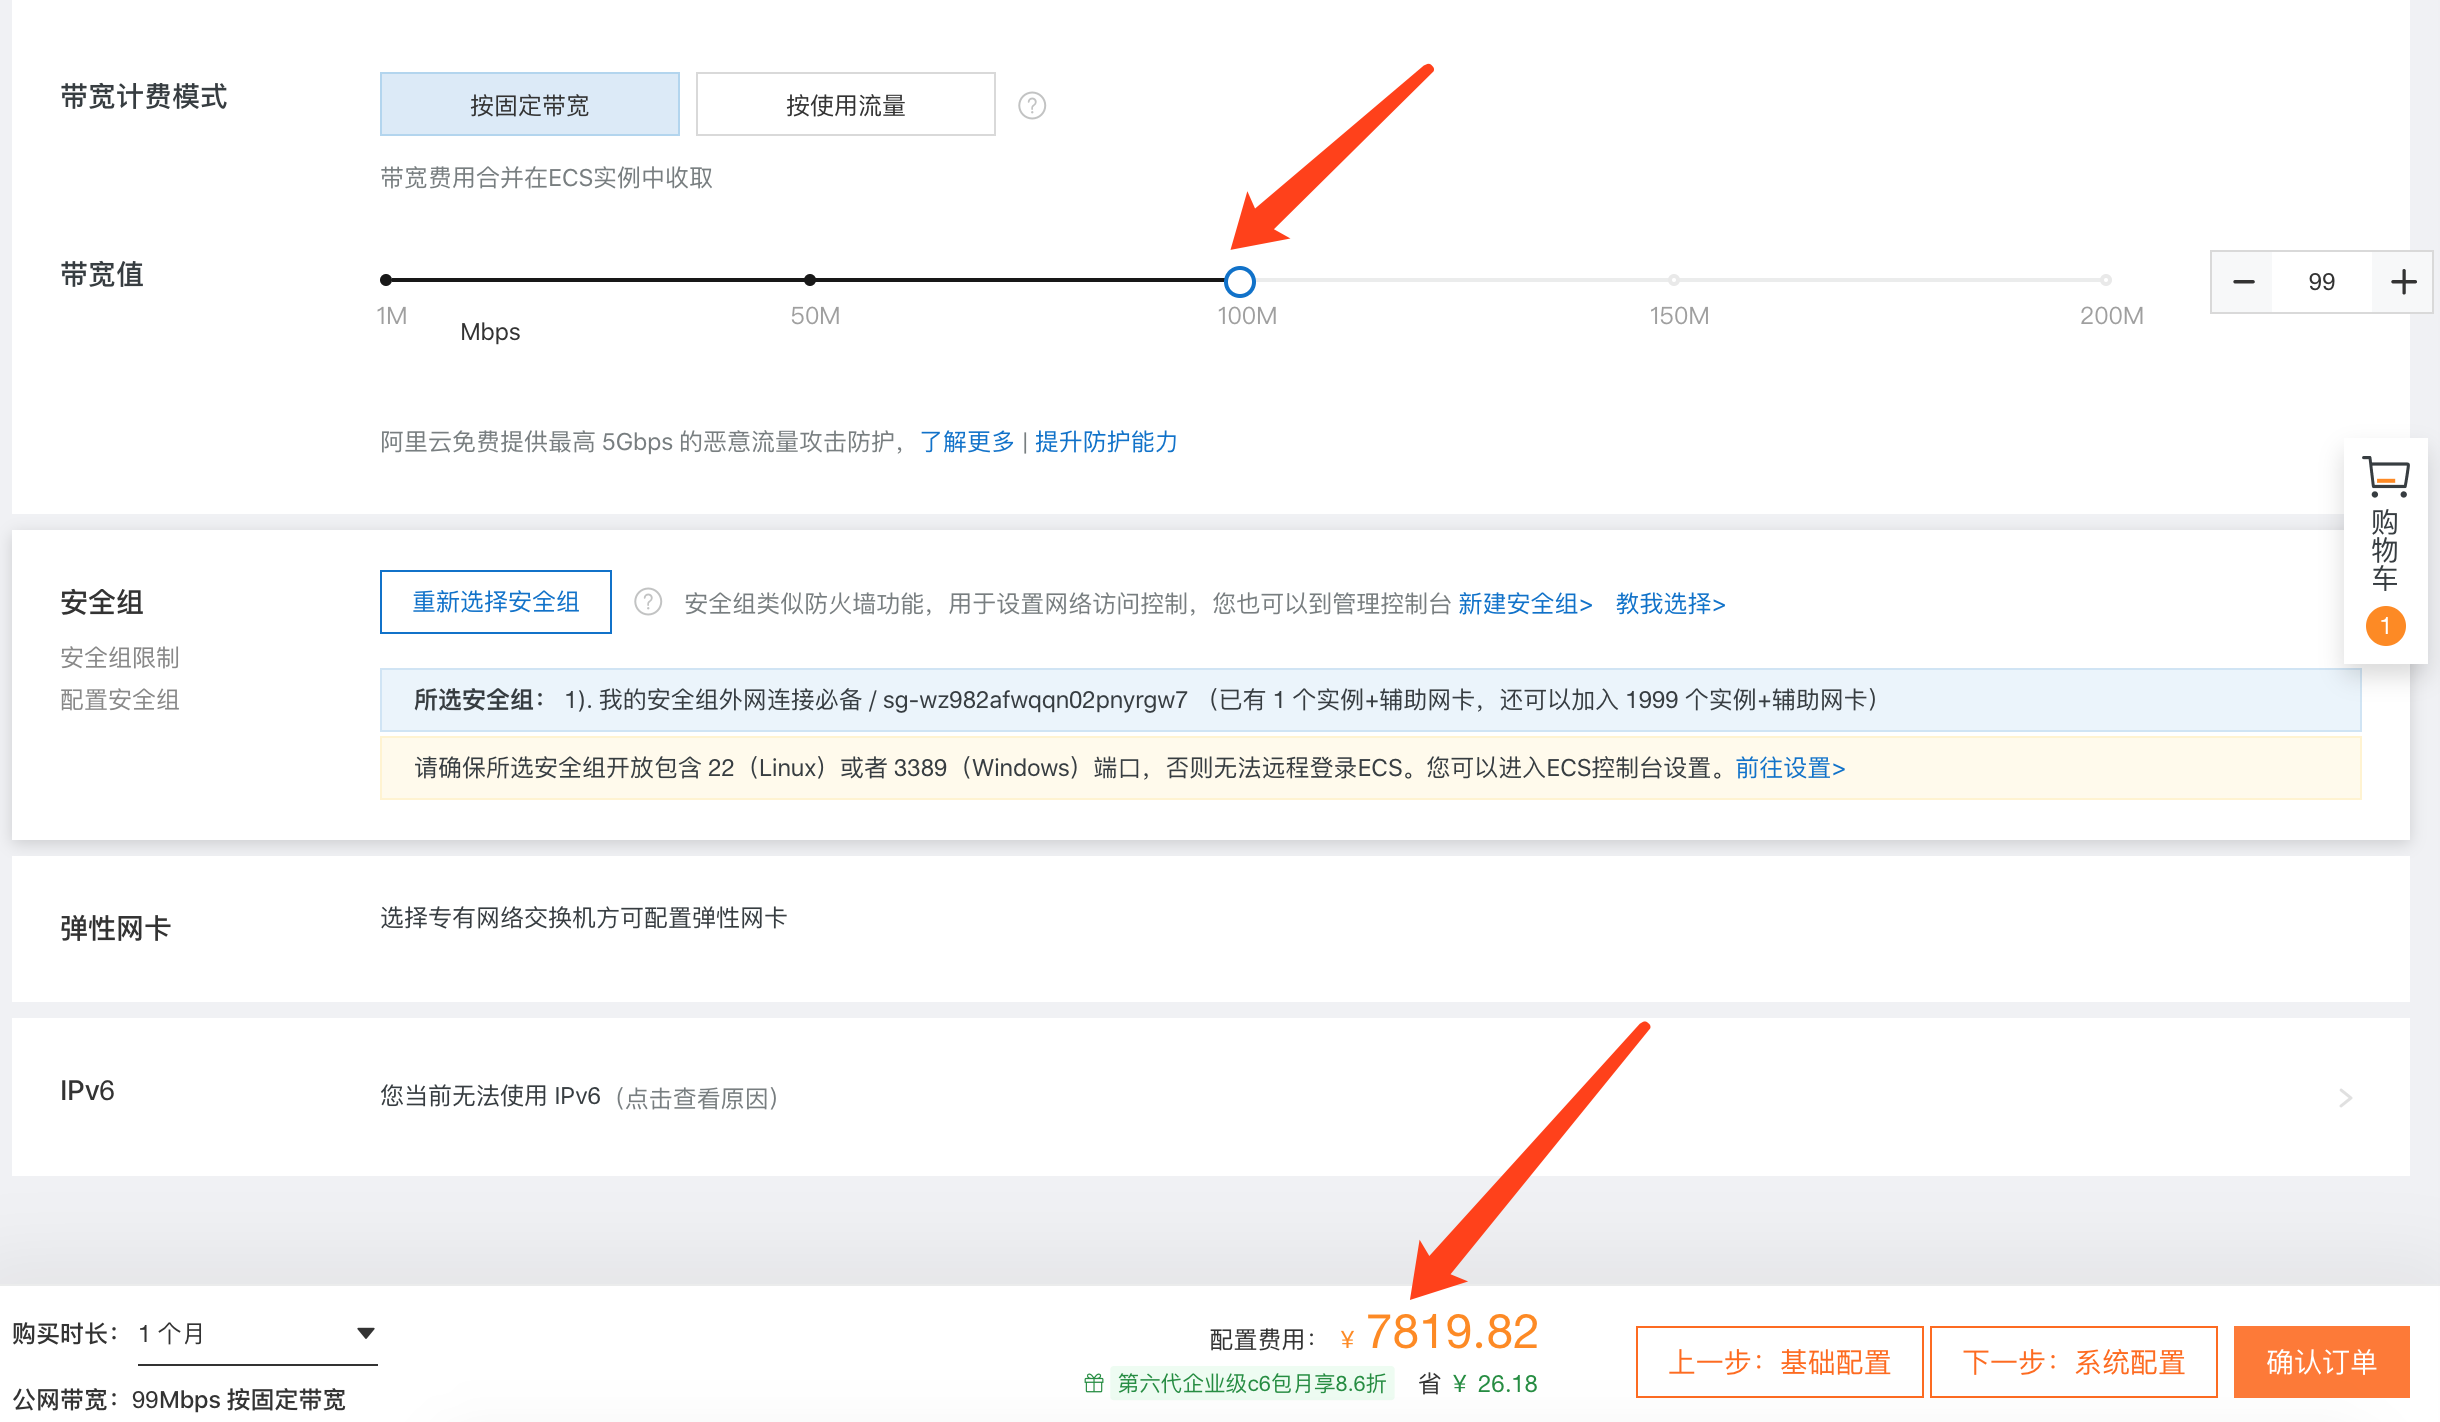 带宽计费模式
按固定带宽
按使用流量
?
带宽费用合并在ECS实例中收取
带宽值
1M
50M
100M
150M
200M
Mbps
99
阿里云免费提供最高 5Gbps 的恶意流量攻击防护，了解更多 | 提升防护能力
购物车
1
安全组
安全组限制
配置安全组
重新选择安全组
?
安全组类似防火墙功能，用于设置网络访问控制，您也可以到管理控制台 新建安全组> 教我选择>
所选安全组： 1). 我的安全组外网连接必备 / sg-wz982afwqqn02pnyrgw7 （已有 1 个实例+辅助网卡，还可以加入 1999 个实例+辅助网卡）
请确保所选安全组开放包含 22（Linux）或者 3389（Windows）端口，否则无法远程登录ECS。您可以进入ECS控制台设置。前往设置>
弹性网卡
选择专有网络交换机方可配置弹性网卡
IPv6
您当前无法使用 IPv6（点击查看原因）
购买时长： 1 个月
公网带宽： 99Mbps 按固定带宽
配置费用： ¥ 7819.82
第六代企业级c6包月享8.6折 省 ¥ 26.18
上一步：基础配置
下一步：系统配置
确认订单